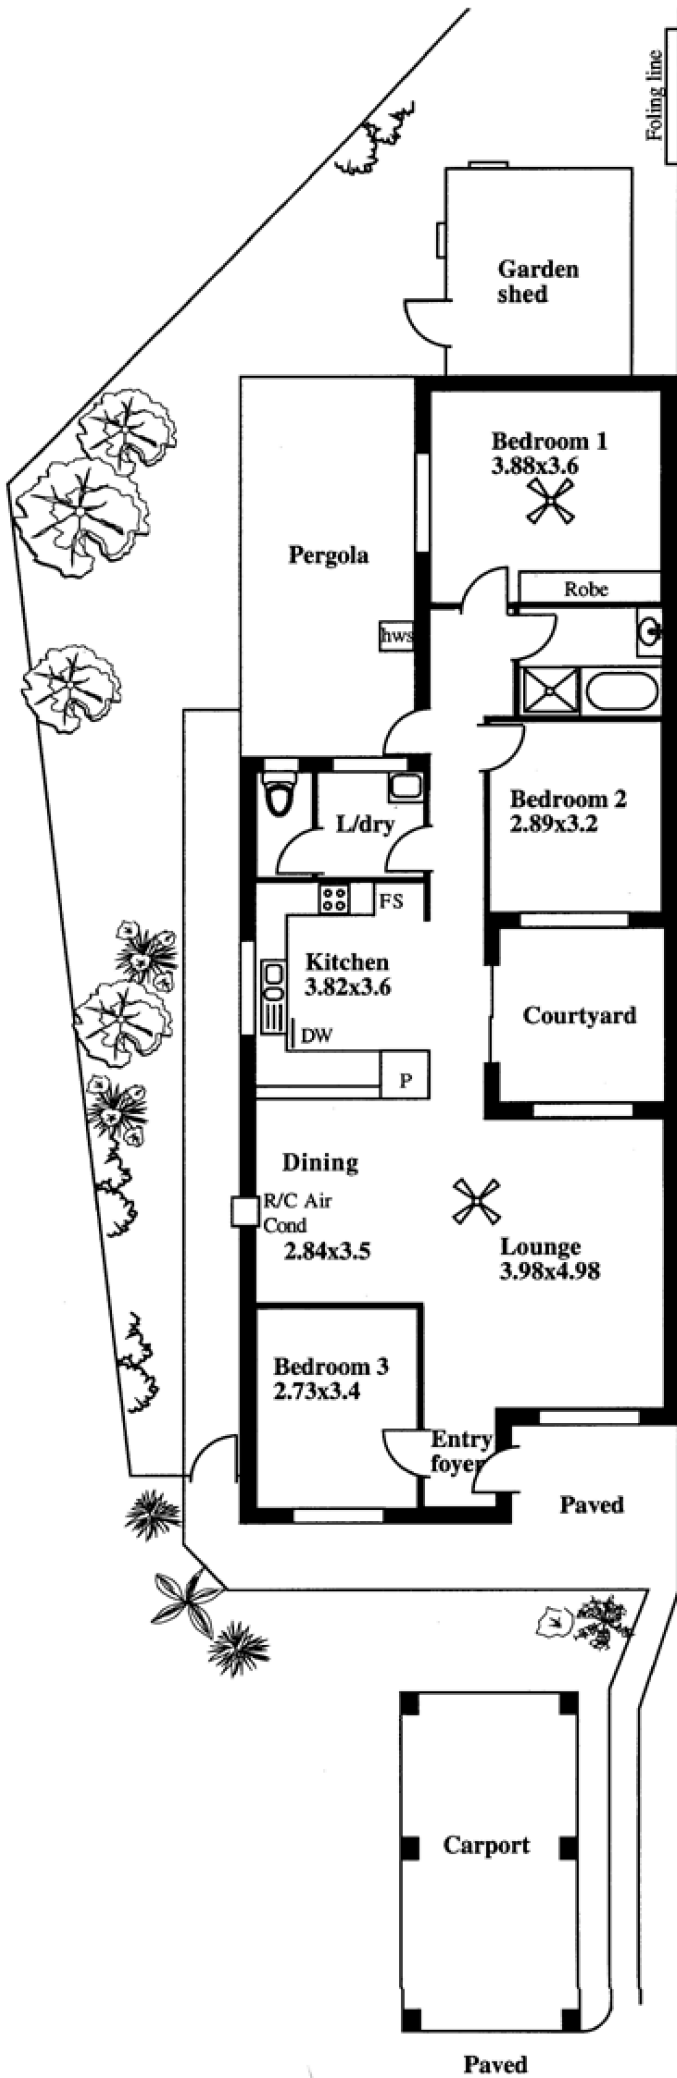 Foling line
Garden
shed
Bedroom 1
3.88x3.6
Pergola
Robe
hws
Bedroom 2
2.89x3.2
L/dry
FS
Kitchen
3.82x3.6
Courtyard
DW
P
Dining
R/C Air
Cond
2.84x3.5
Lounge
3.98x4.98
Bedroom 3
2.73x3.4
Entry
foyer
Paved
Carport
Paved